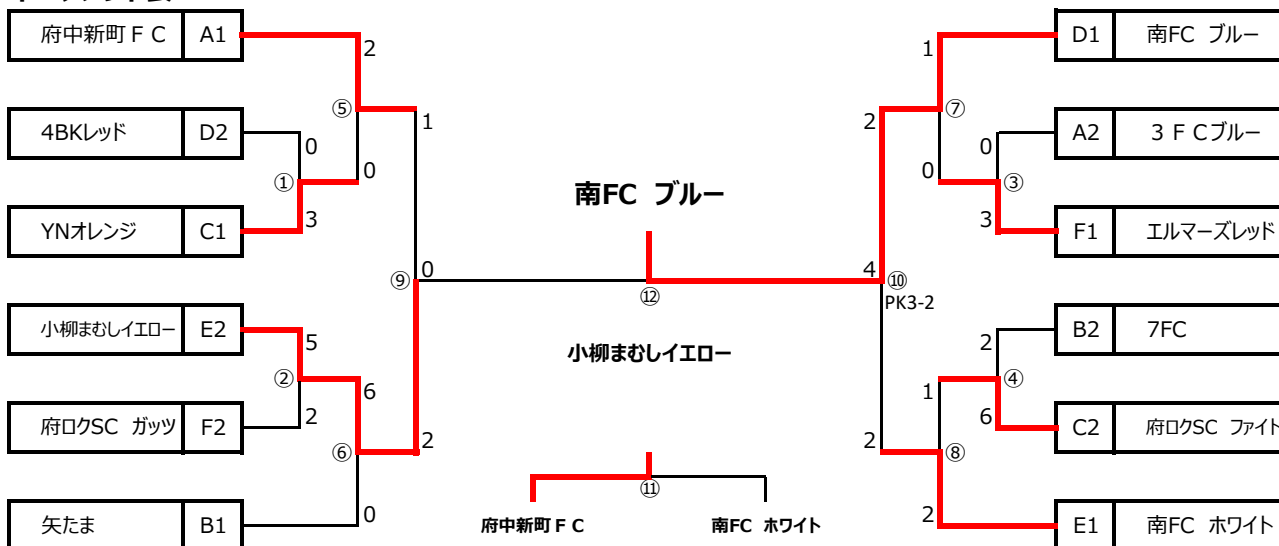 府中新町ＦＣ A1
2
1
D1 南FC ブルー
⑤
1
2
⑦
4BKレッド D2
0
0
A2 ３ＦＣブルー
①
0
南FC ブルー
0
③
YNオレンジ C1
3
3
F1 エルマーズレッド
⑨
0
⑫
4
⑩
PK3-2
小柳まむしイエロー E2
5
小柳まむしイエロー
2
B2 7FC
②
6
1
④
府ロクSC ガッツ F2
2
6
C2 府ロクSC ファイト
⑥
2
2
⑧
⑪
矢たま B1
0
府中新町ＦＣ
南FC ホワイト
2
E1 南FC ホワイト